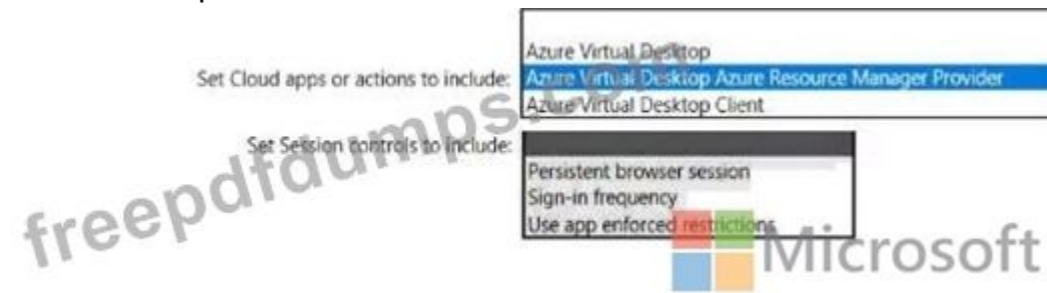 Set Cloud apps or actions to include:
Azure Virtual Desktop
Azure Virtual Desktop Azure Resource Manager Provider
Azure Virtual Desktop Client
Set Session controls to include:
Persistent browser session
Sign-in frequency
Use app enforced restrictions
freepdfdumps.com
Microsoft